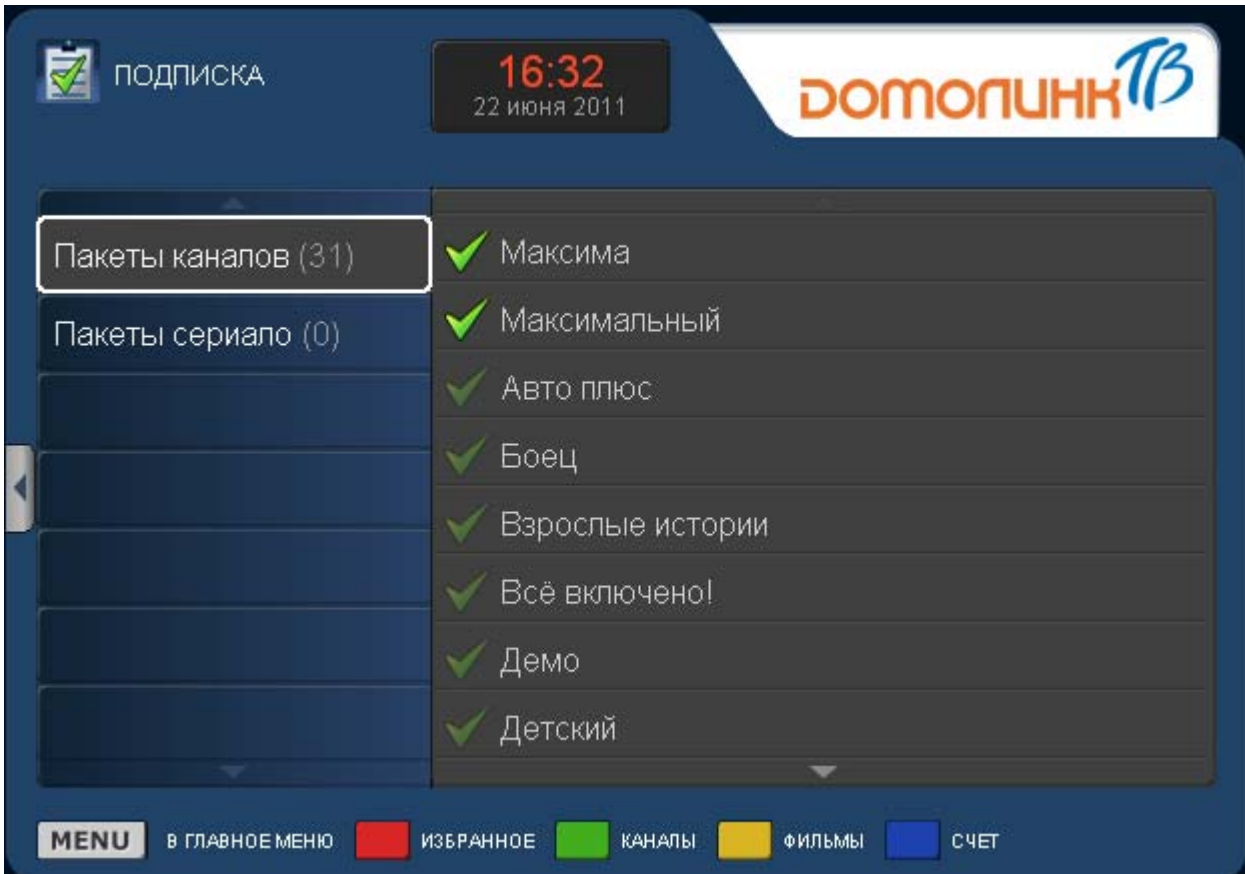 ПОДПИСКА
16:32
22 июня 2011
Домолинк ТВ
Пакеты каналов (31)
Пакеты сериало (0)
Максима
Максимальный
Авто плюс
Боец
Взрослые истории
Всё включено!
Демо
Детский
MENU В ГЛАВНОЕ МЕНЮ ИЗБРАННОЕ КАНАЛЫ ФИЛЬМЫ СЧЕТ